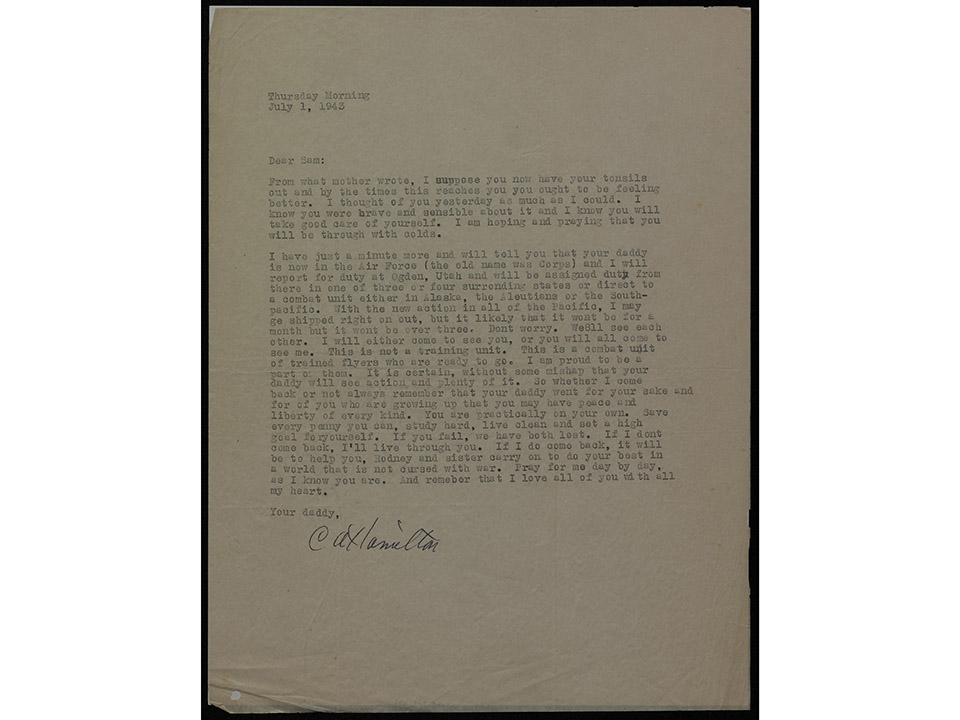 Thursday Morning
July 1, 1943
Dear Sam:
From what mother wrote, I suppose you now have your tonsils
out and by the times this reaches you you ought to be feeling
better. I thought of you yesterday as much as I could. I
know you were brave and sensible about it and I know you will
take good care of yourself. I am hoping and praying that you
will be through with colds.
I have just a minute more and will tell you that your daddy
is now in the Air Force (the old name was Corps) and I will
report for duty at Ogden, Utah and will be assigned duty from
there in one of three or four surronding states or direct to
a combat unit either in Alaska, the Aleutians or the South-
pacific. With the new action in all of the Pacific, I may
ge shipped right on out, but it likely that it wont be for a
month but it wont be over three. Dont worry. We8ll see each
other. I will either come to see you, or you will all come to
see me. This is not a training unit. This is a combat unit
of trained flyers who are ready to go. I am proud to be a
part of them. It is certain, without some mishap that your
daddy will see action and plenty of it. So whether I come
back or not always remember that your daddy went for your sake and
for of you who are growing up that you may have peace and
liberty of every kind. You are practically on your own. Save
every penny you can, study hard, live clean and set a high
goal foryourself. If you fail, we have both lost. If I dont
come back, I'll live through you. If I do come back, it will
be to help you, Rodney and sister carry on to do your best in
a world that is not cursed with war. Pray for me day by day,
as I know you are. And remeber that I love all of you with all
my heart.
Your daddy,
C A Hamilton